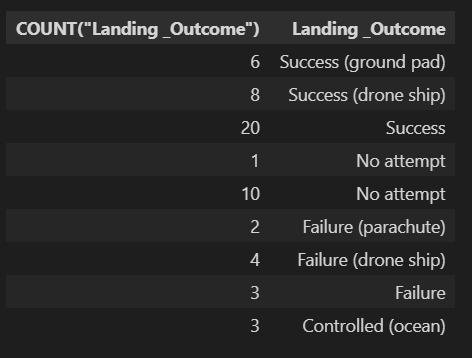 COUNT("Landing _Outcome") Landing _Outcome
6 Success (ground pad)
8 Success (drone ship)
20 Success
1 No attempt
10 No attempt
2 Failure (parachute)
4 Failure (drone ship)
3 Failure
3 Controlled (ocean)